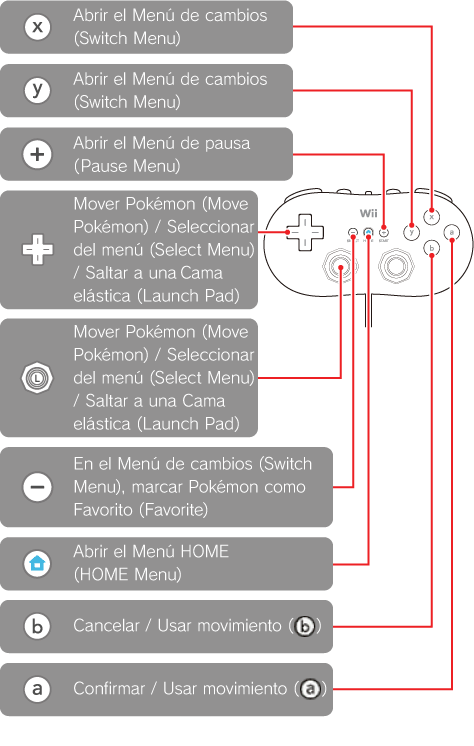 x Abrir el Menú de cambios
(Switch Menu)
y Abrir el Menú de cambios
(Switch Menu)
+ Abrir el Menú de pausa
(Pause Menu)
Mover Pokémon (Move
Pokémon) / Seleccionar
del menú (Select Menu)
/ Saltar a una Cama
elástica (Launch Pad)
L Mover Pokémon (Move
Pokémon) / Seleccionar
del menú (Select Menu)
/ Saltar a una Cama
elástica (Launch Pad)
− En el Menú de cambios (Switch
Menu), marcar Pokémon como
Favorito (Favorite)
Abrir el Menú HOME
(HOME Menu)
b Cancelar / Usar movimiento (b)
a Confirmar / Usar movimiento (a)
Wii
SELECT HOME START
x
y a
b